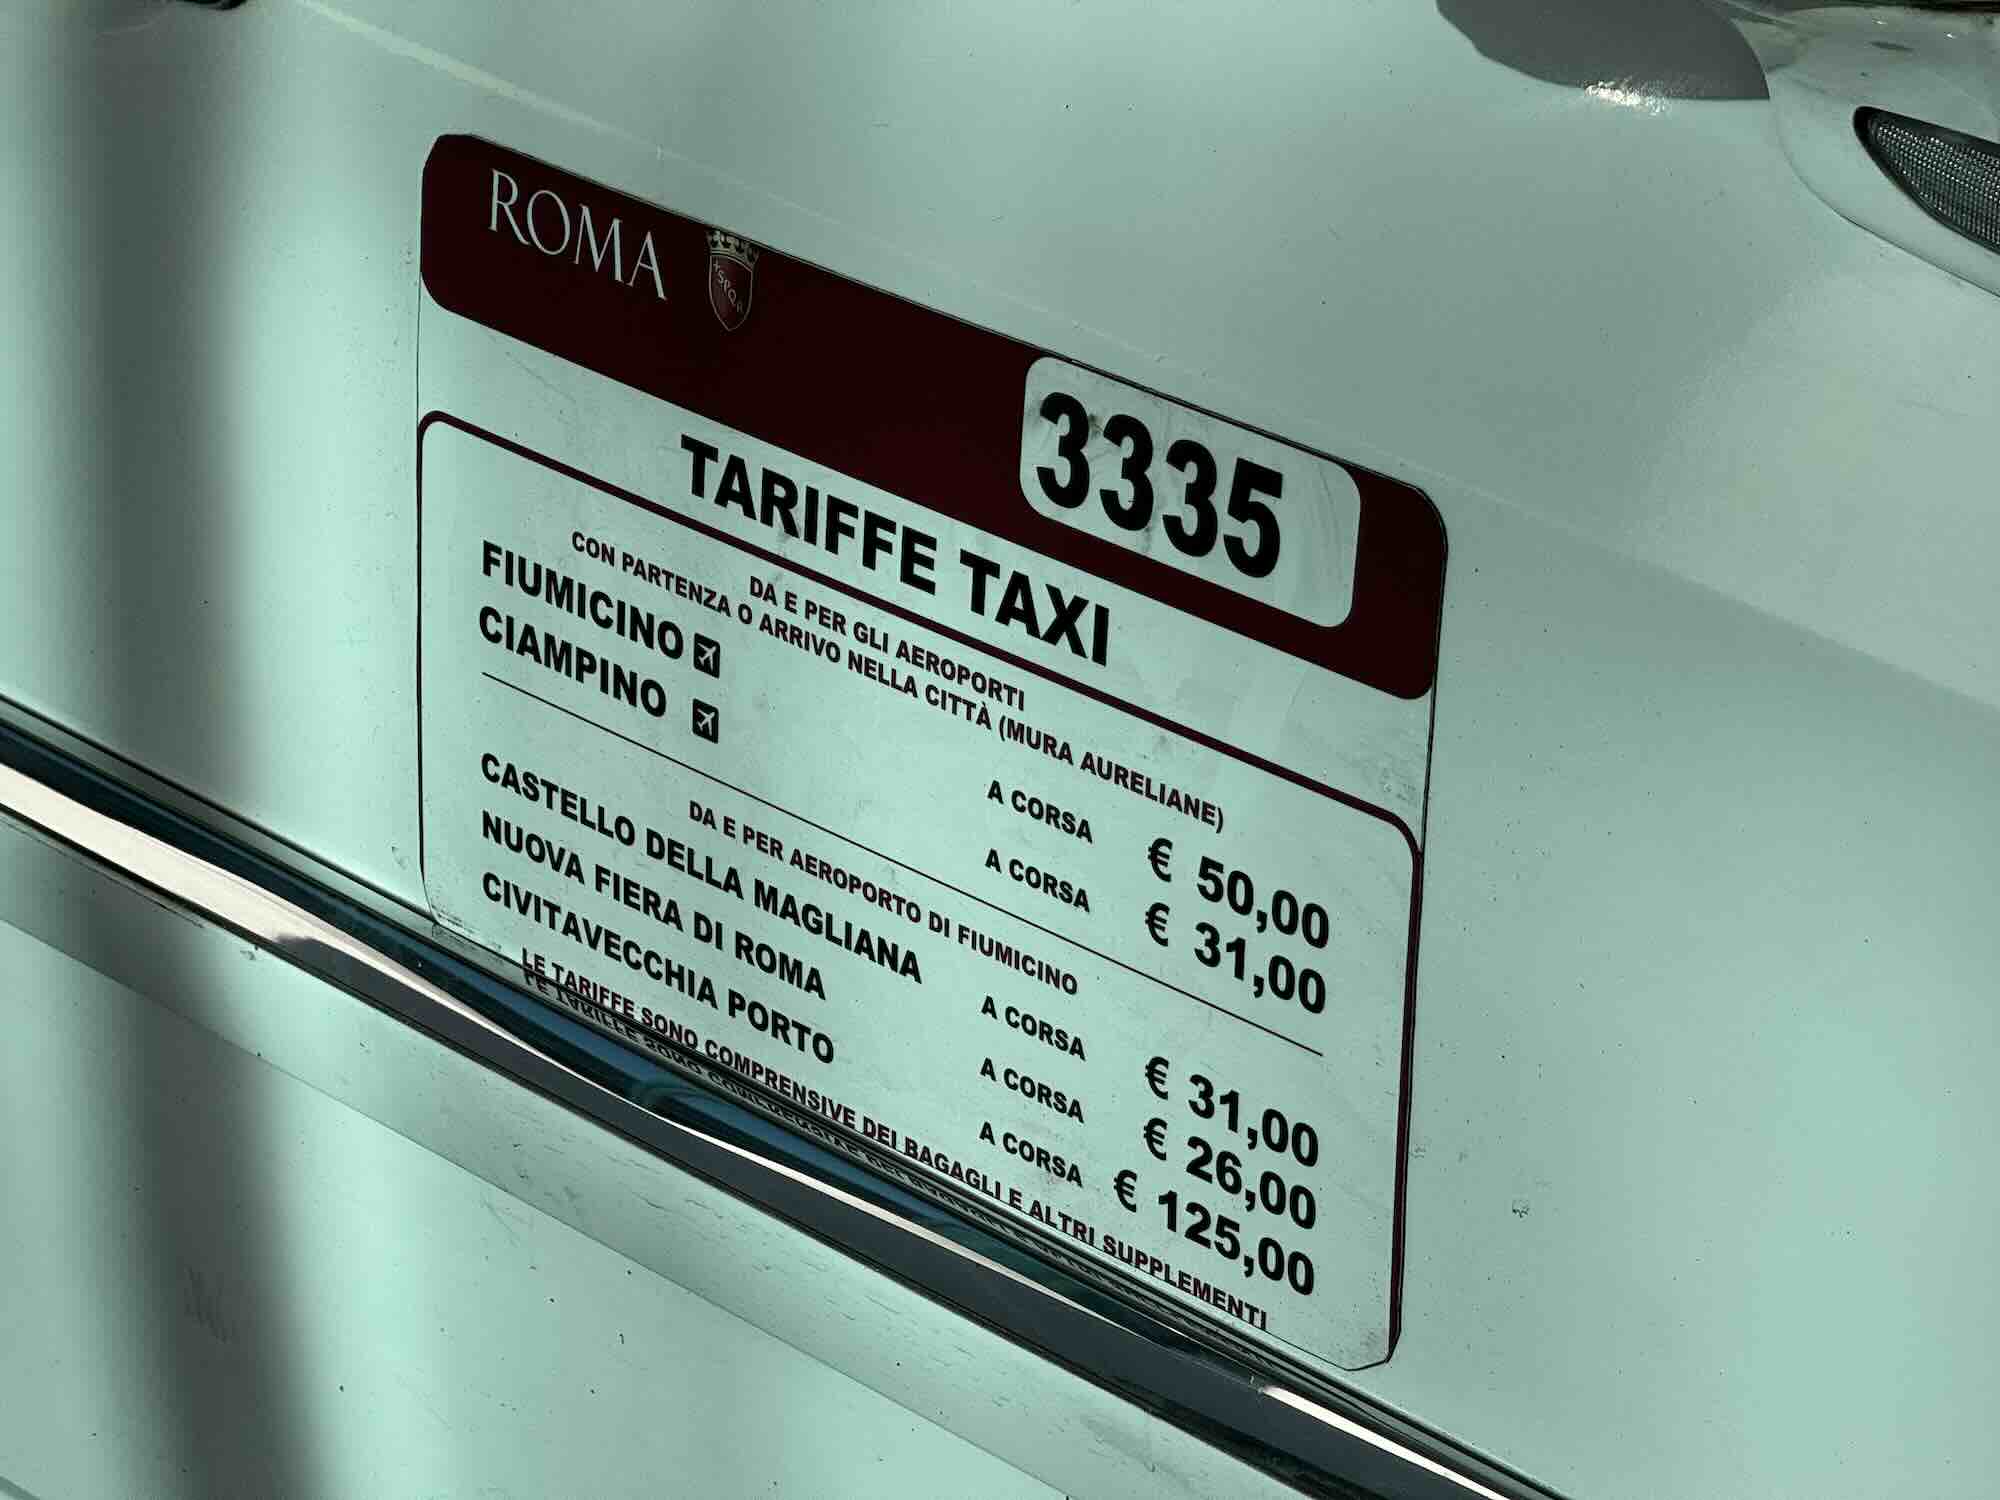 ROMA
SPQR
3335
TARIFFE TAXI
DA E PER GLI AEROPORTI
CON PARTENZA O ARRIVO NELLA CITTÀ (MURA AURELIANE)
FIUMICINO A CORSA € 50,00
CIAMPINO A CORSA € 31,00
DA E PER AEROPORTO DI FIUMICINO
CASTELLO DELLA MAGLIANA A CORSA € 31,00
NUOVA FIERA DI ROMA A CORSA € 26,00
CIVITAVECCHIA PORTO A CORSA € 125,00
LE TARIFFE SONO COMPRENSIVE DEI BAGAGLI E ALTRI SUPPLEMENTI